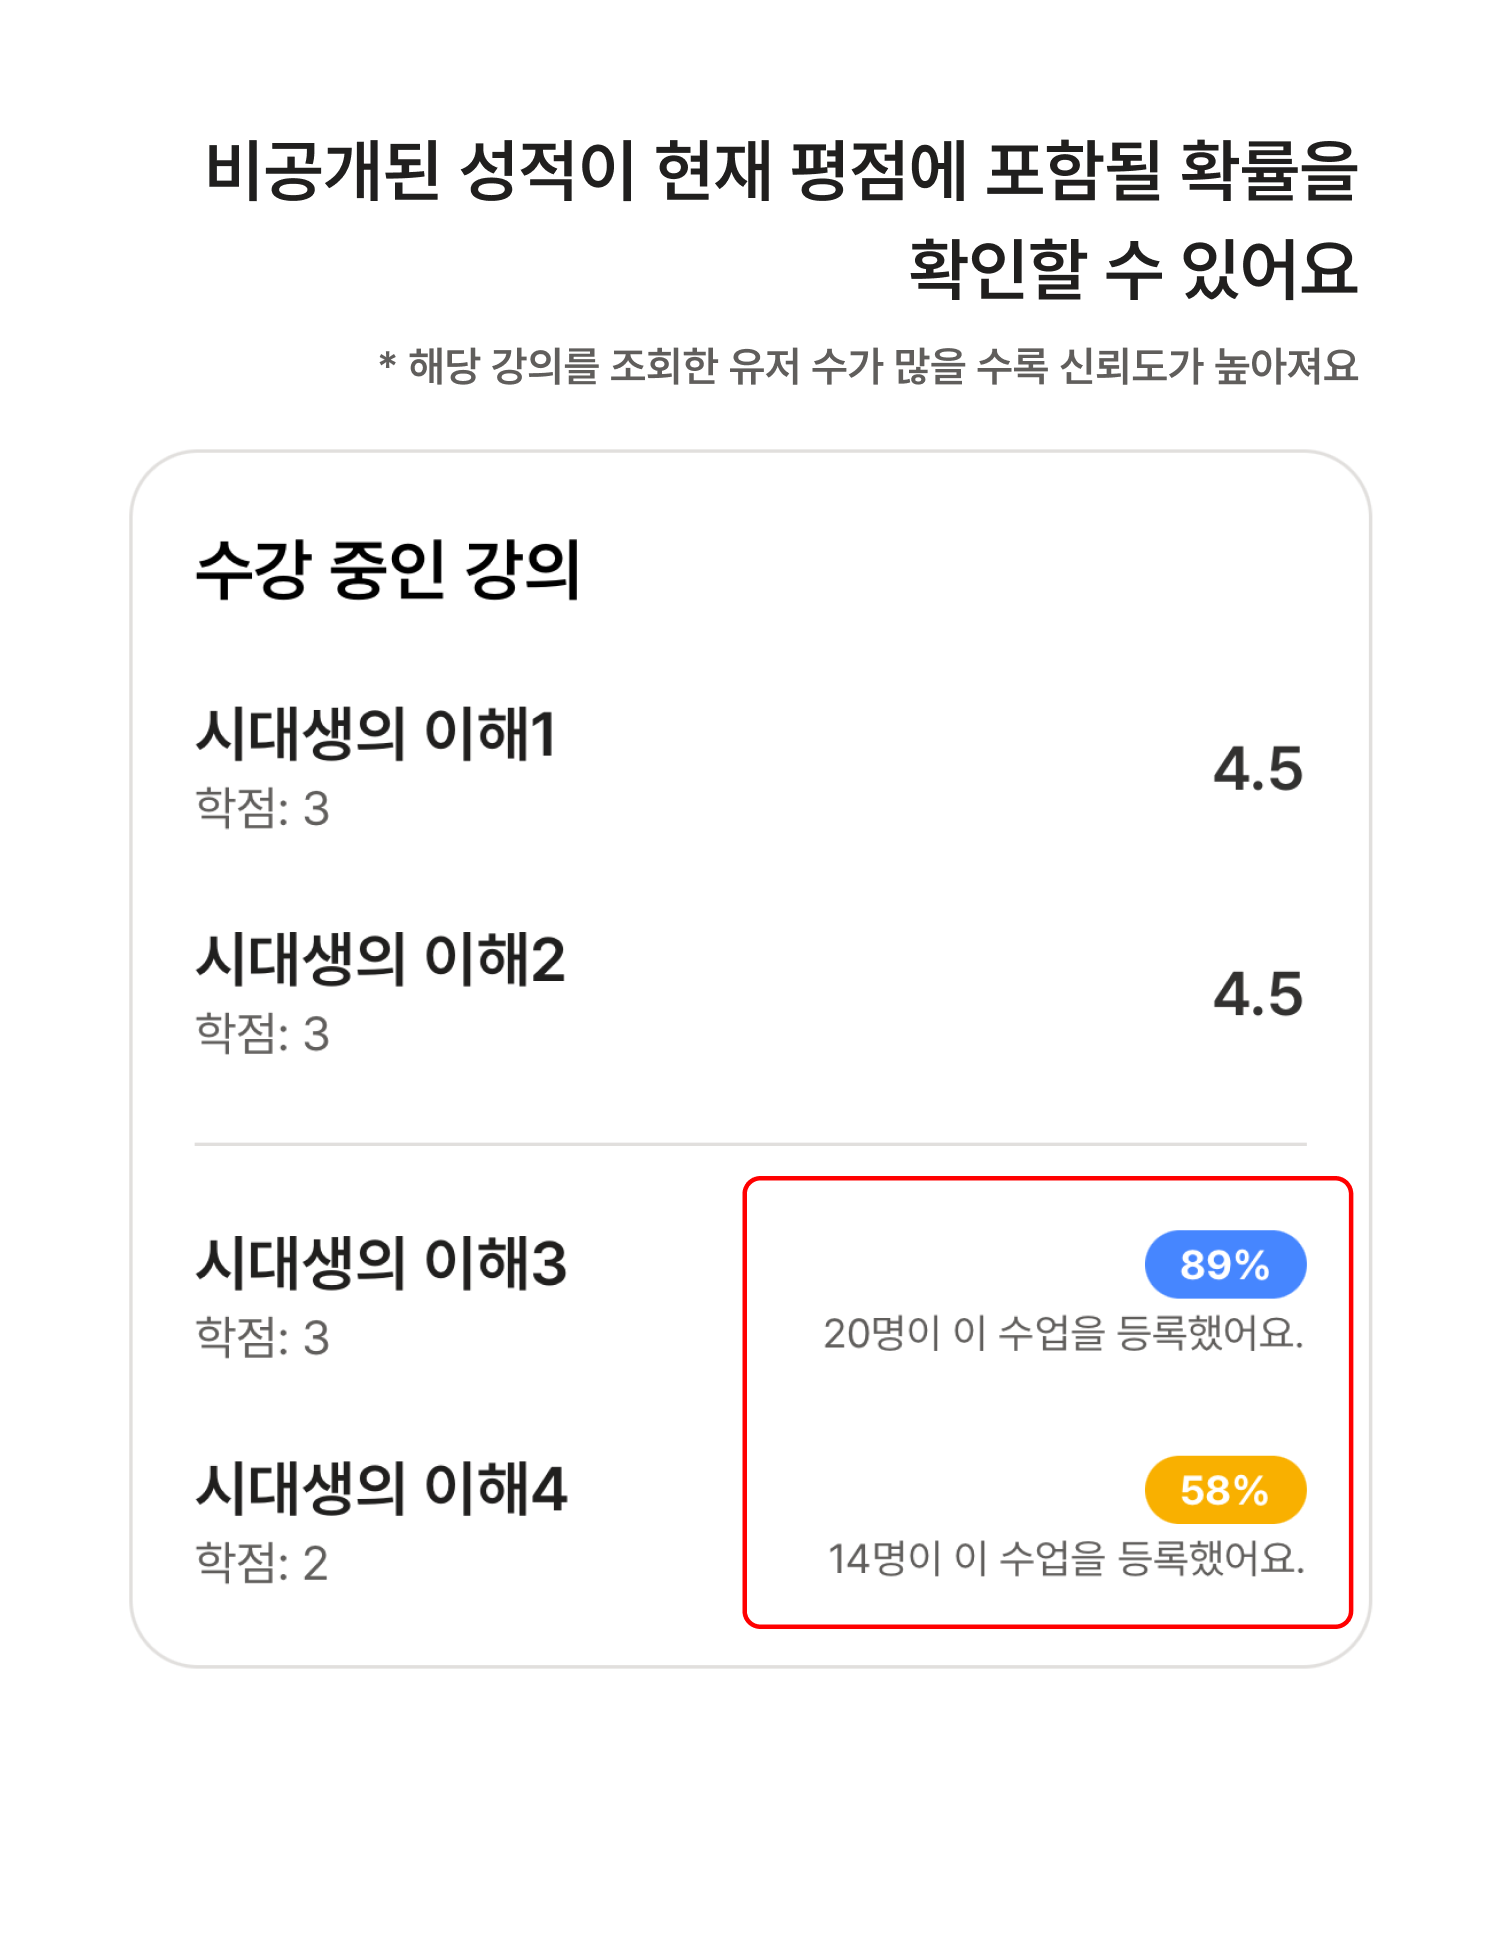 비공개된 성적이 현재 평점에 포함될 확률을
확인할 수 있어요
* 해당 강의를 조회한 유저 수가 많을 수록 신뢰도가 높아져요
수강 중인 강의
시대생의 이해1
학점: 3
4.5
시대생의 이해2
학점: 3
4.5
시대생의 이해3
학점: 3
89%
20명이 이 수업을 등록했어요.
시대생의 이해4
학점: 2
58%
14명이 이 수업을 등록했어요.